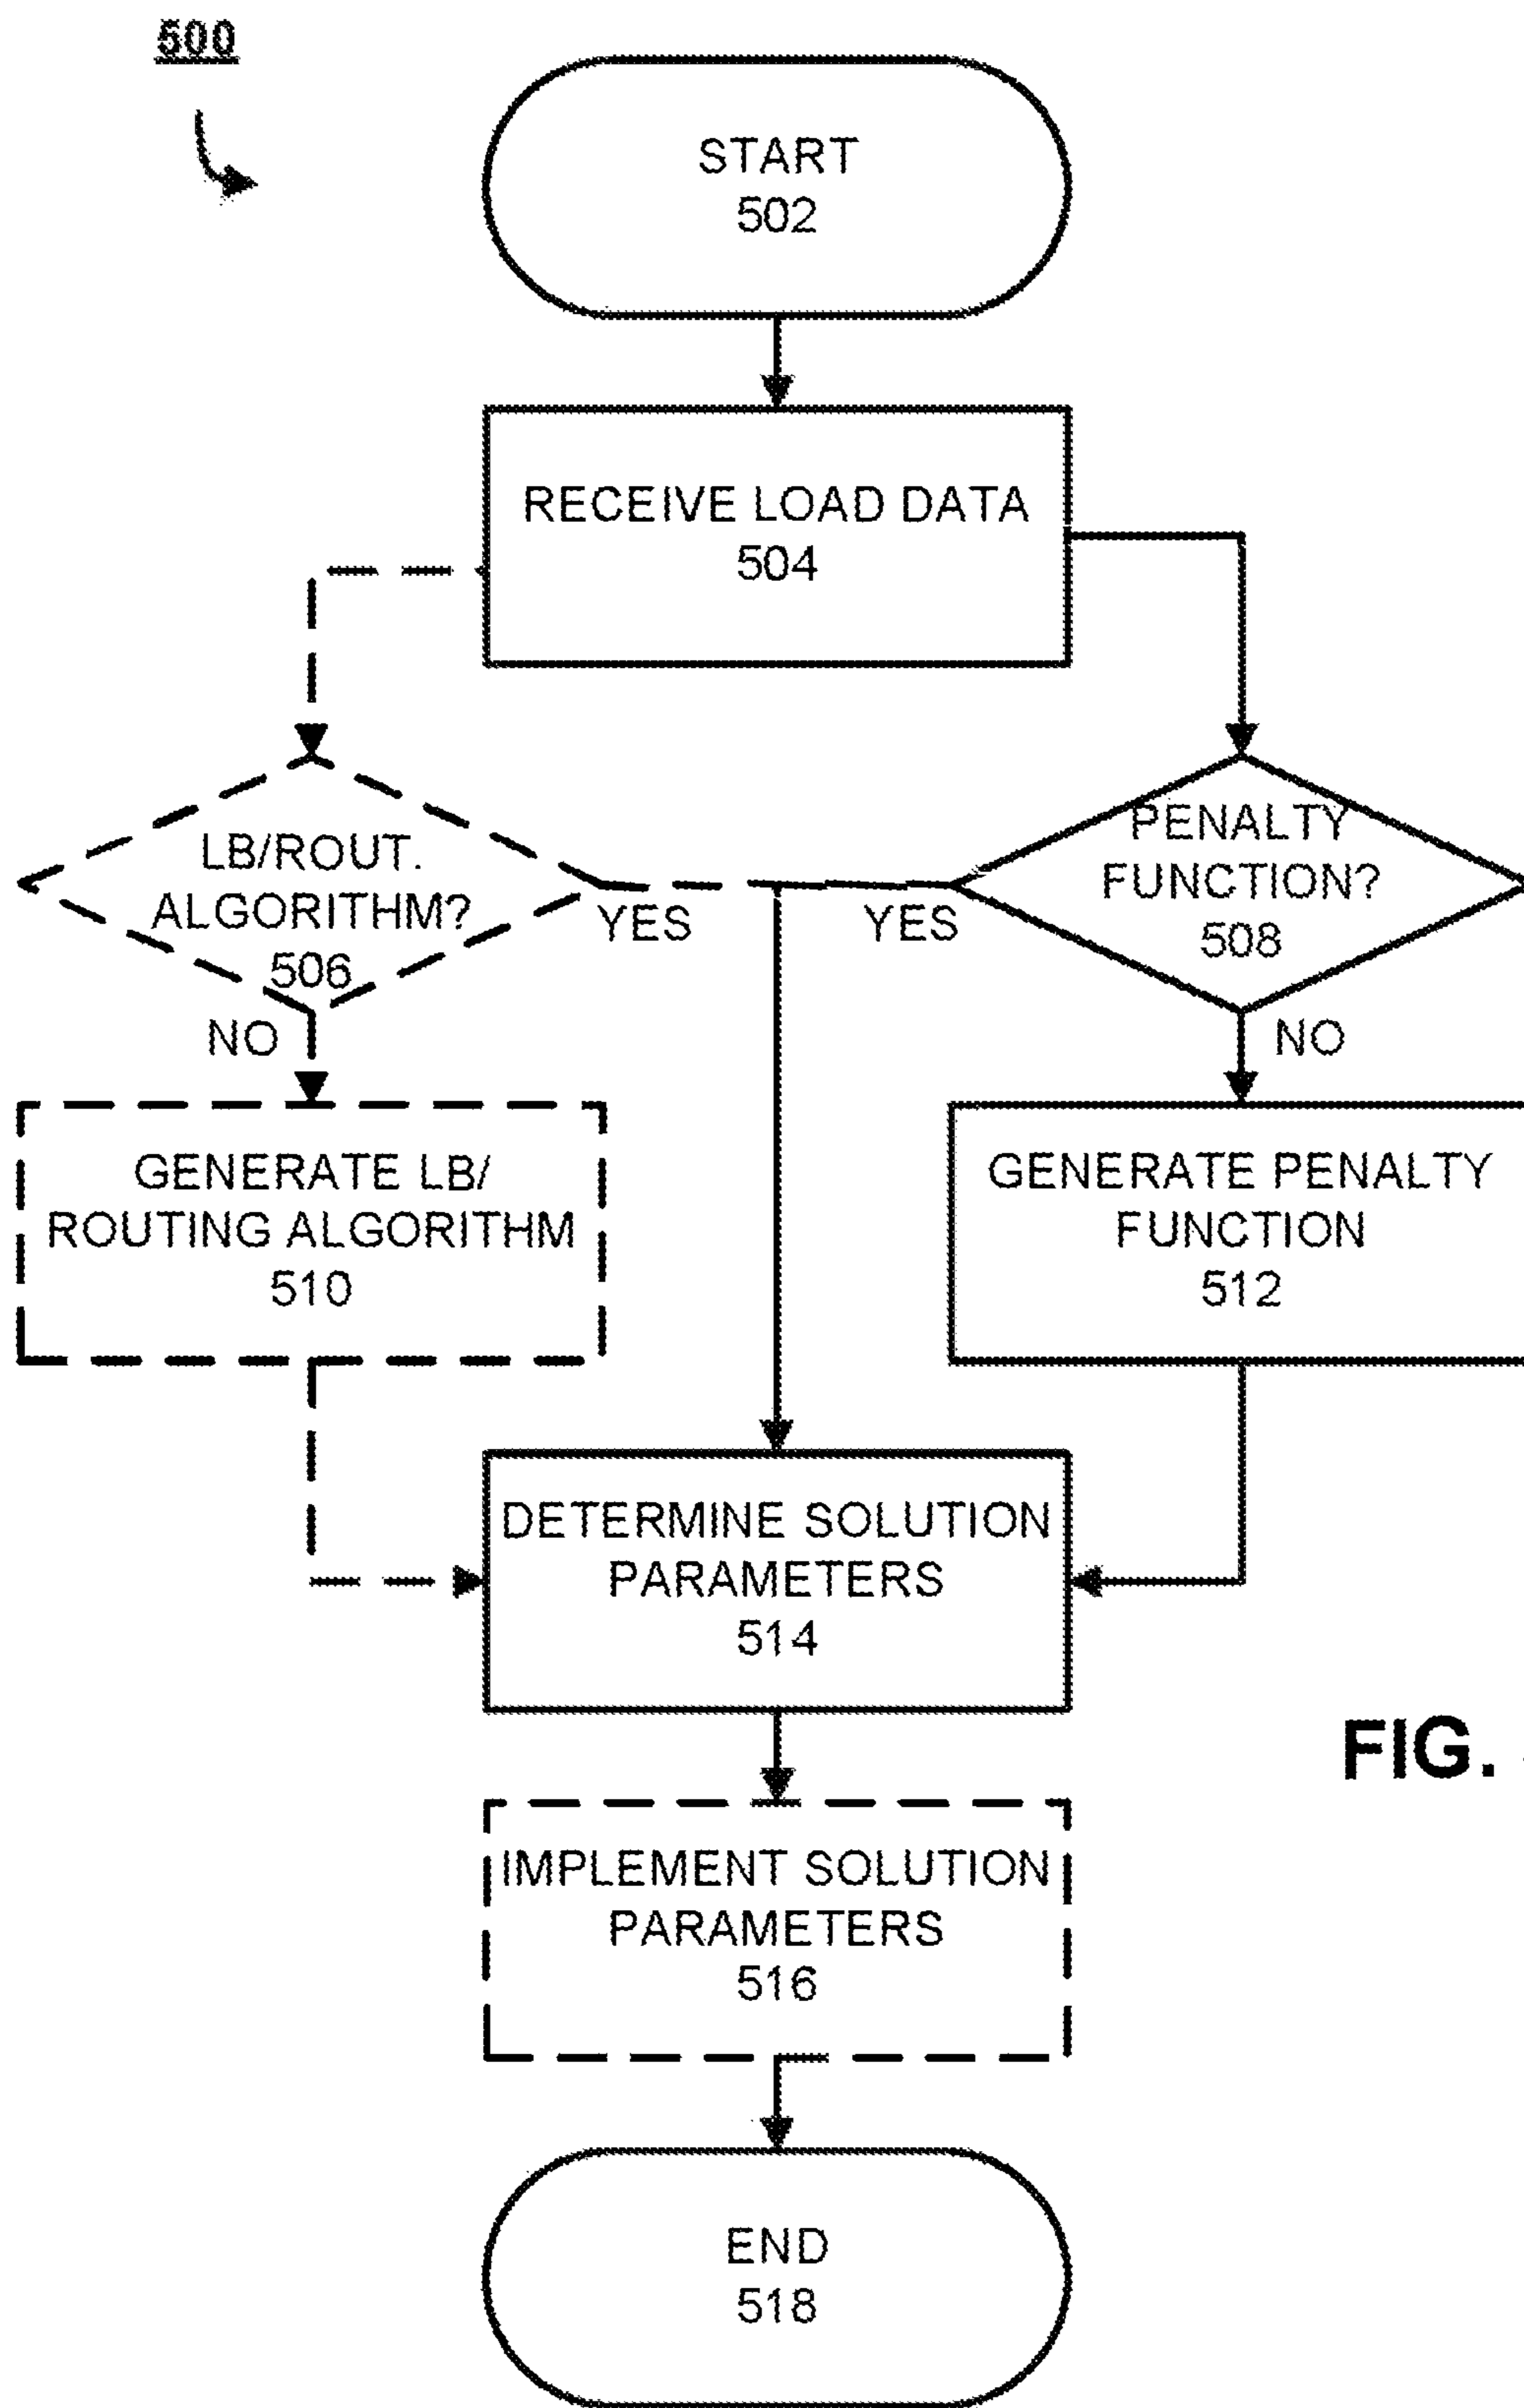 500
START
502
RECEIVE LOAD DATA
504
LB/ROUT.
ALGORITHM?
506
YES
NO
PENALTY
FUNCTION?
508
YES
NO
GENERATE LB/
ROUTING ALGORITHM
510
GENERATE PENALTY
FUNCTION
512
DETERMINE SOLUTION
PARAMETERS
514
FIG.
IMPLEMENT SOLUTION
PARAMETERS
516
END
518